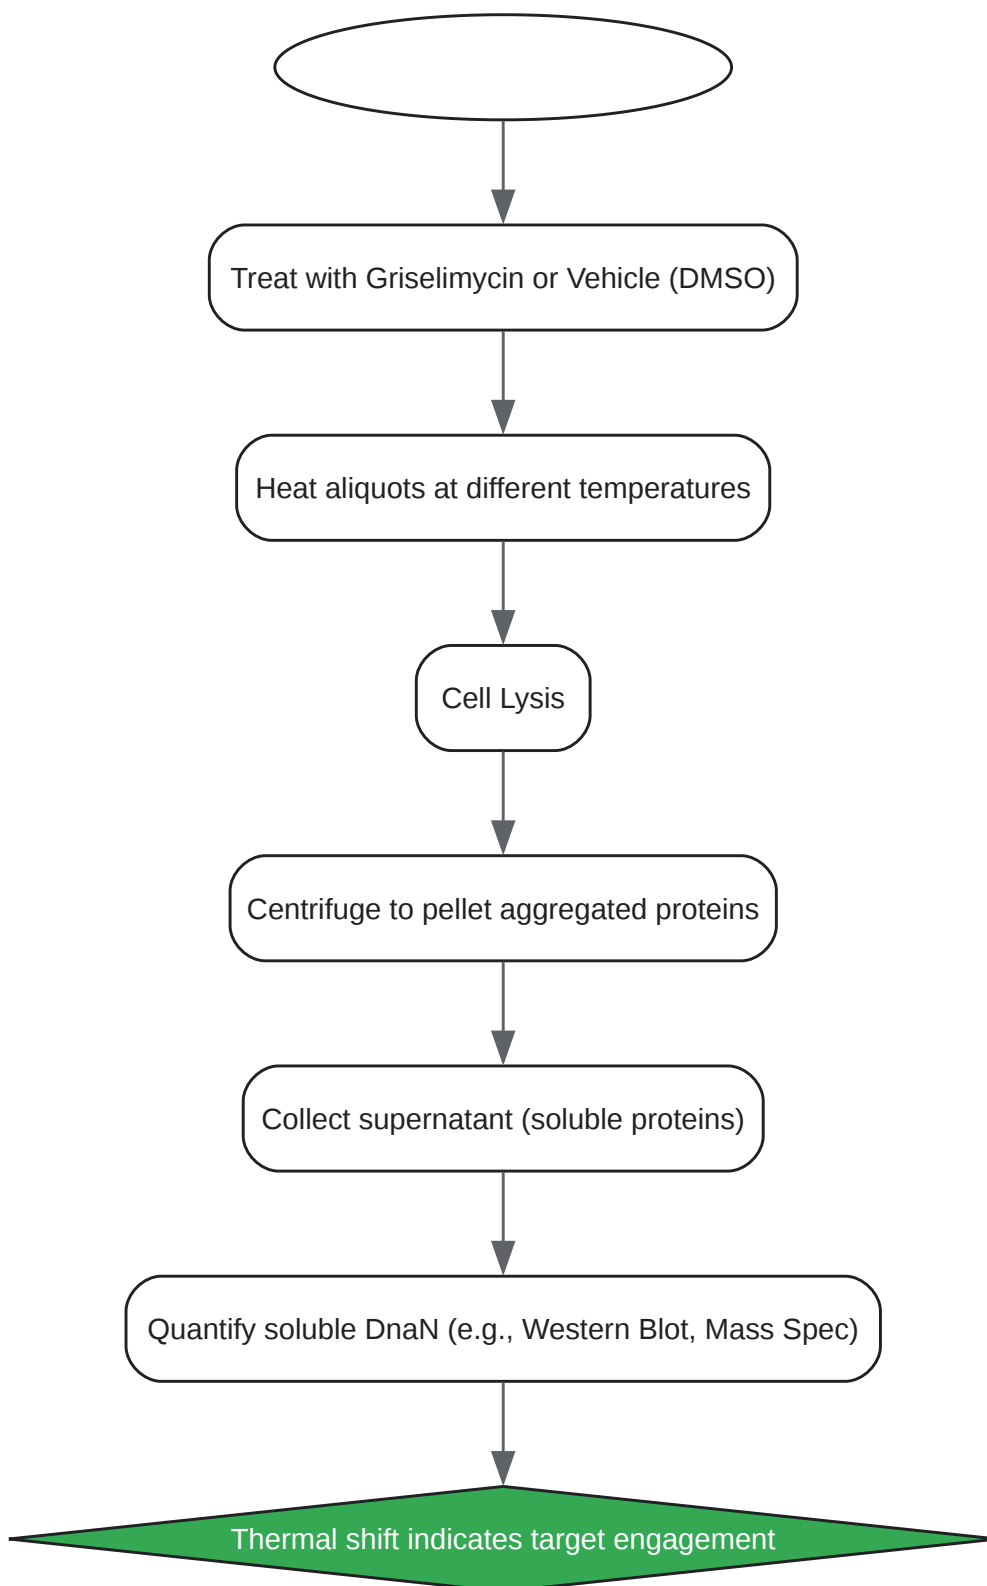 Treat with Griselimycin or Vehicle (DMSO)
Heat aliquots at different temperatures
Cell Lysis
Centrifuge to pellet aggregated proteins
Collect supernatant (soluble proteins)
Quantify soluble DnaN (e.g., Western Blot, Mass Spec)
Thermal shift indicates target engagement